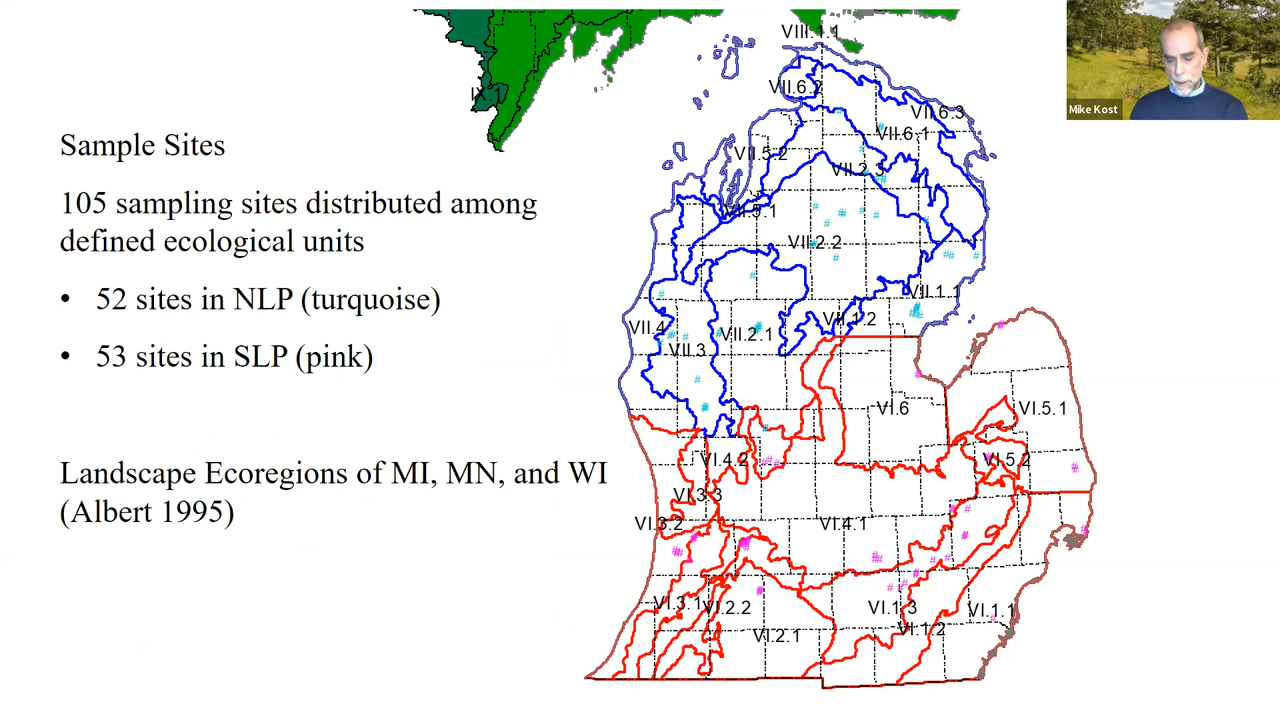 Sample Sites
105 sampling sites distributed among
defined ecological units
• 52 sites in NLP (turquoise)
• 53 sites in SLP (pink)
Landscape Ecoregions of MI, MN, and WI
(Albert 1995)
Mike Kost
VIII.1.1
IX.1
VII.6.2
VII.6.3
VII.6.1
VII.5.2
VII.2.3
VII.5.1
VII.2.2
VII.1.1
VII.1.2
VII.4
VII.2.1
VII.3
VI.6
VI.5.1
VI.4.2
VI.5.2
VI.3.3
VI.3.2
VI.4.1
VI.3.1
VI.2.2
VI.1.3
VI.1.1
VI.1.2
VI.2.1